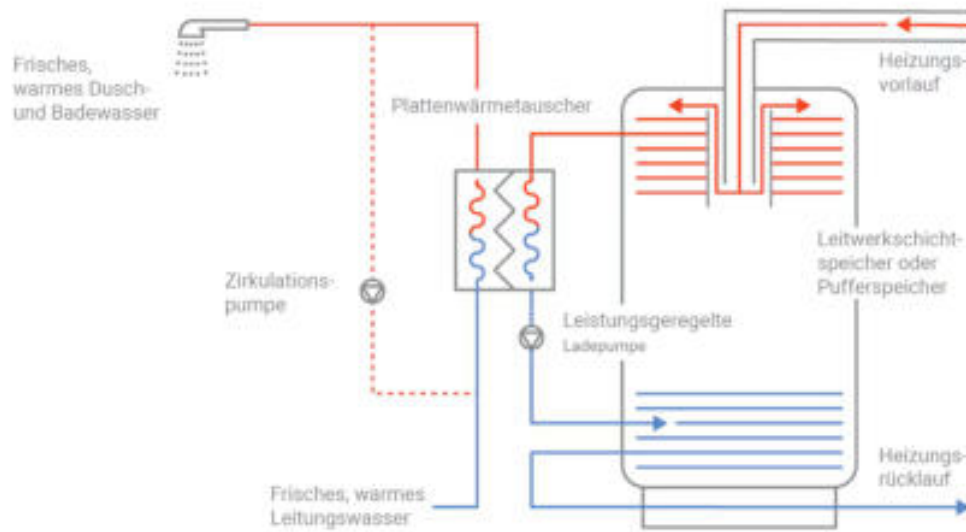 Frisches,
warmes Dusch-
und Badewasser
Plattenwärmetauscher
Heizungs-
vorlauf
Leitwerkschicht-
speicher oder
Pufferspeicher
Zirkulations-
pumpe
Leistungsgeregelte
Ladepumpe
Frisches, warmes
Leitungswasser
Heizungs-
rücklauf